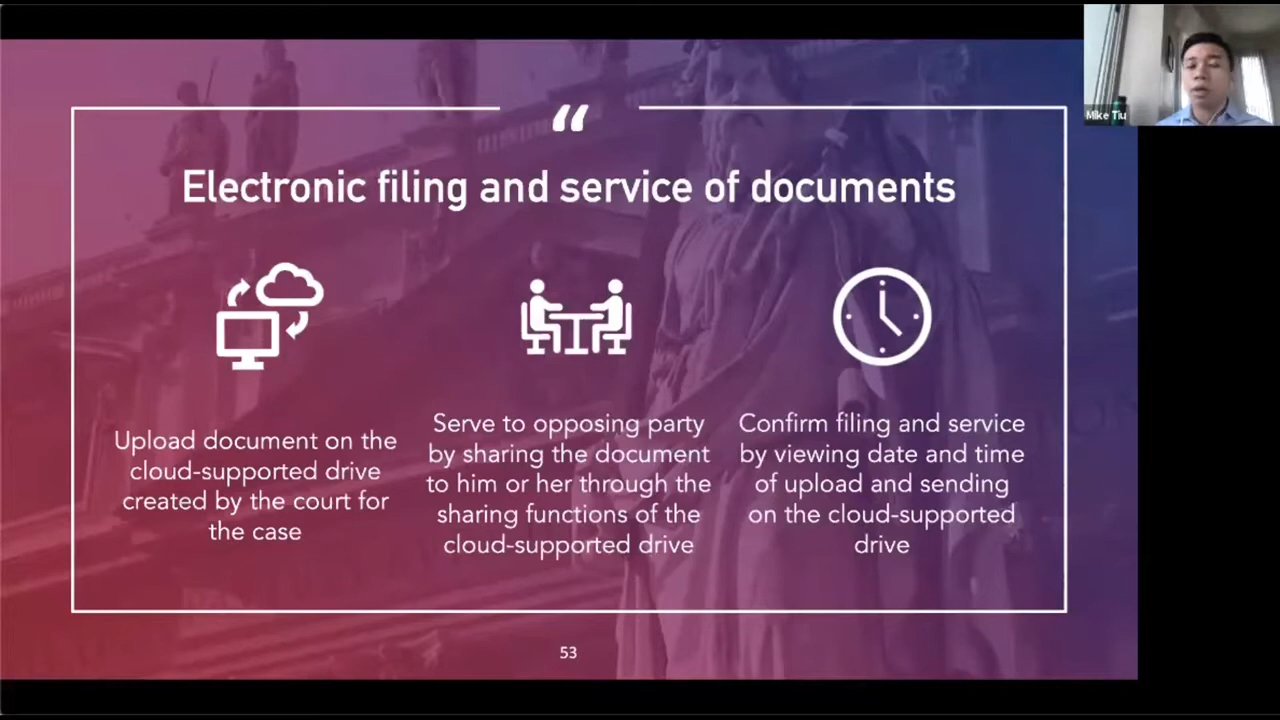 Mike Tiu
“
Electronic filing and service of documents
Upload document on the
cloud-supported drive
created by the court for
the case
Serve to opposing party
by sharing the document
to him or her through the
sharing functions of the
cloud-supported drive
Confirm filing and service
by viewing date and time
of upload and sending
on the cloud-supported
drive
53